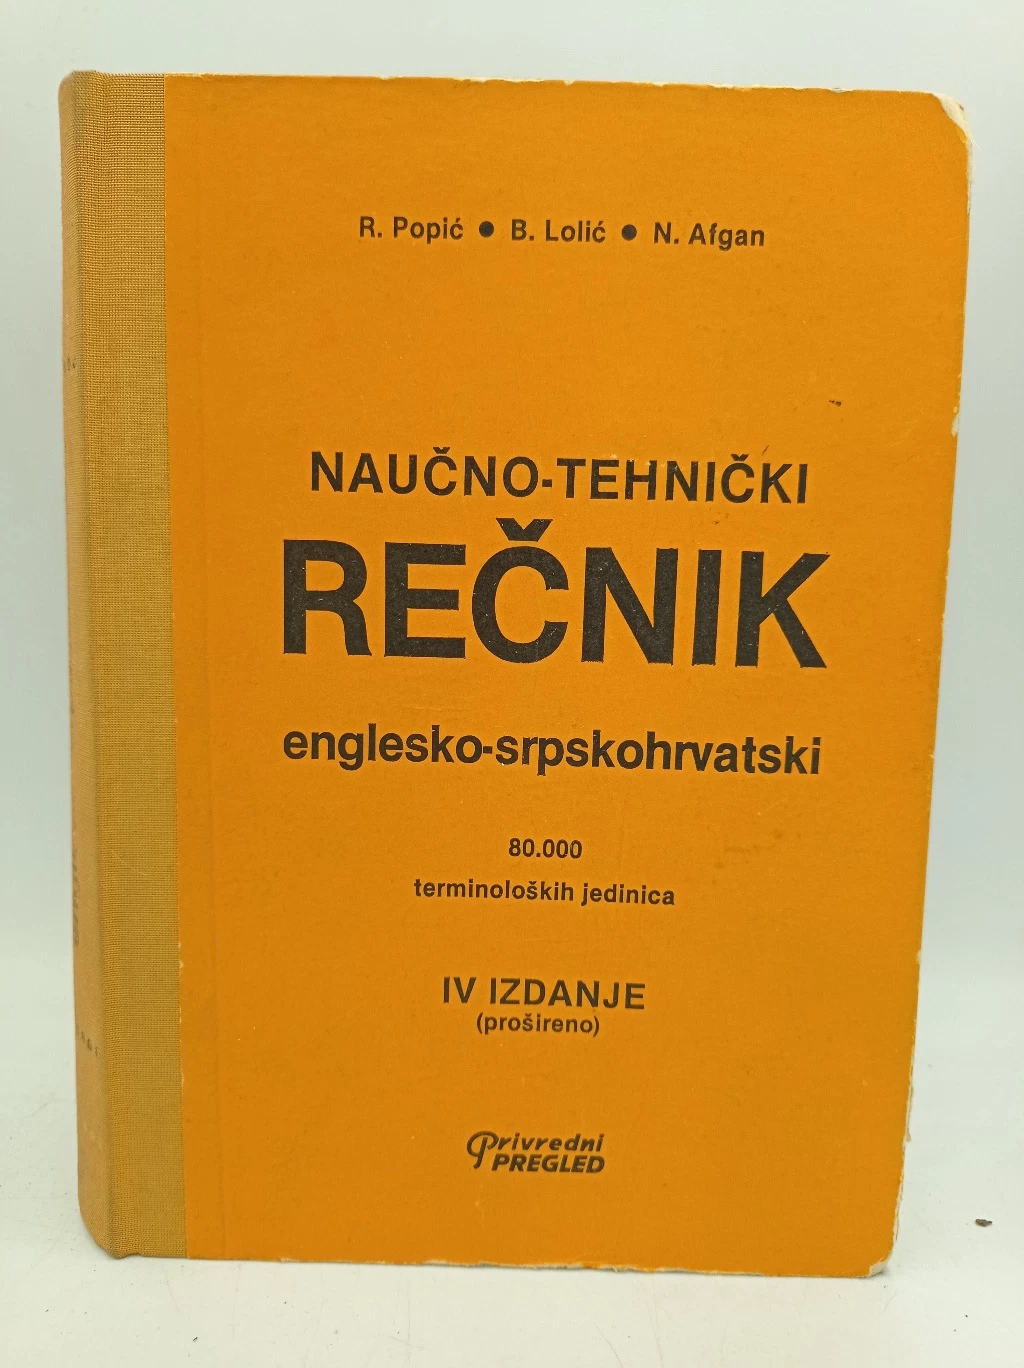 R. Popić ● B. Lolić ● N. Afgan
NAUČNO-TEHNIČKI
REČNIK
englesko-srpskohrvatski
80.000
terminoloških jedinica
IV IZDANJE
(prošireno)
Privredni
PREGLED